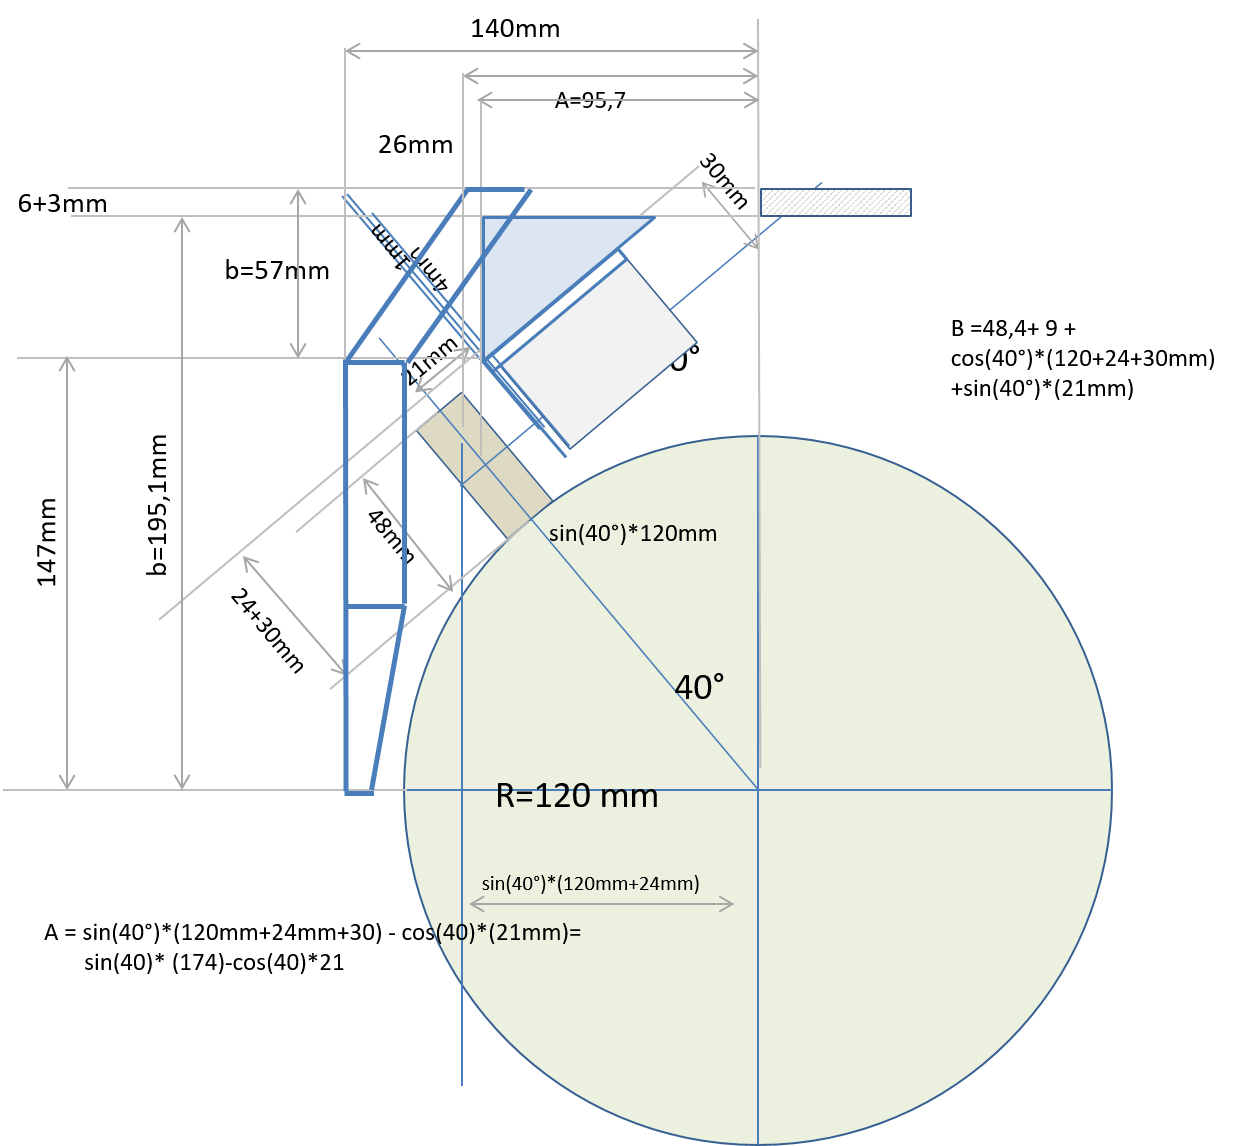 140mm
A=95,7
26mm
30mm
6+3mm
1mm
4mm
b=57mm
B =48,4+ 9 +
cos(40°)*(120+24+30mm)
+sin(40°)*(21mm)
21mm
0°
b=195,1mm
147mm
48mm
sin(40°)*120mm
24+30mm
40°
R=120 mm
sin(40°)*(120mm+24mm)
A = sin(40°)*(120mm+24mm+30) - cos(40)*(21mm)=
sin(40)* (174)-cos(40)*21